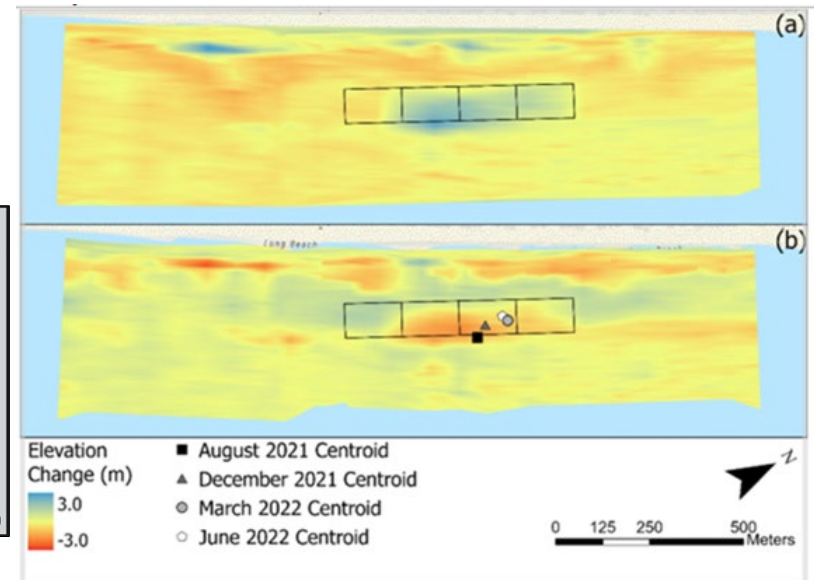 (a)
Long Beach
(b)
Elevation
Change (m)
3.0
-3.0
August 2021 Centroid
December 2021 Centroid
March 2022 Centroid
June 2022 Centroid
N
0 125 250 500
Meters